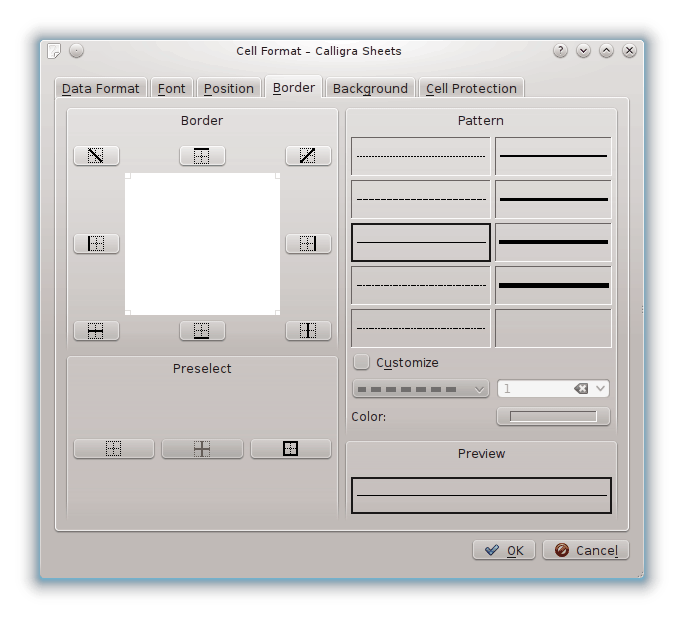 Cell Format – Calligra Sheets
?
Data Format Font Position Border Background Cell Protection
Border
Pattern
Customize
1
Color:
Preselect
Preview
OK Cancel